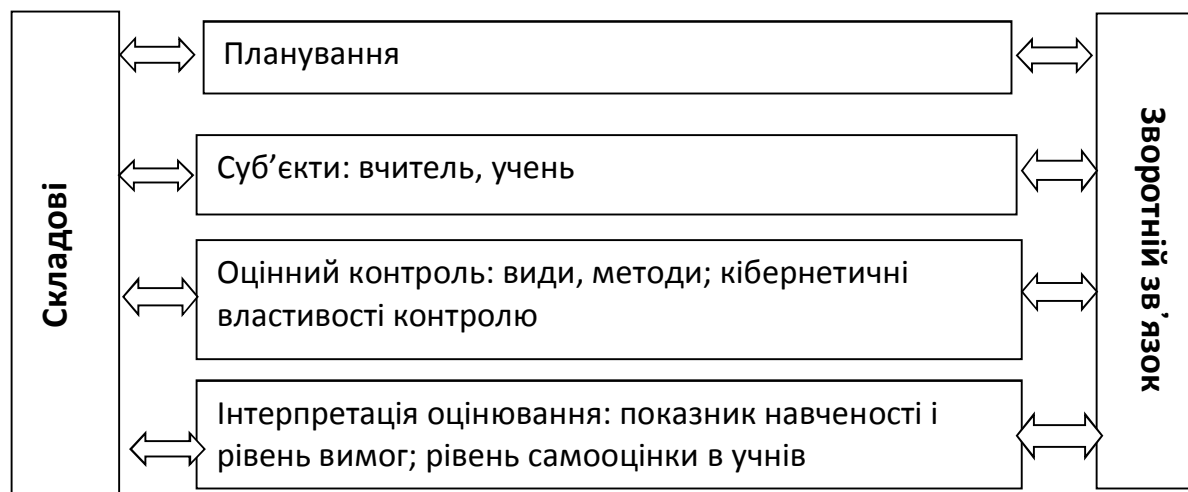 Складові
Планування
Суб’єкти: вчитель, учень
Оцінний контроль: види, методи; кібернетичні
властивості контролю
Інтерпретація оцінювання: показник навченості і
рівень вимог; рівень самооцінки в учнів
Зворотній зв’язок